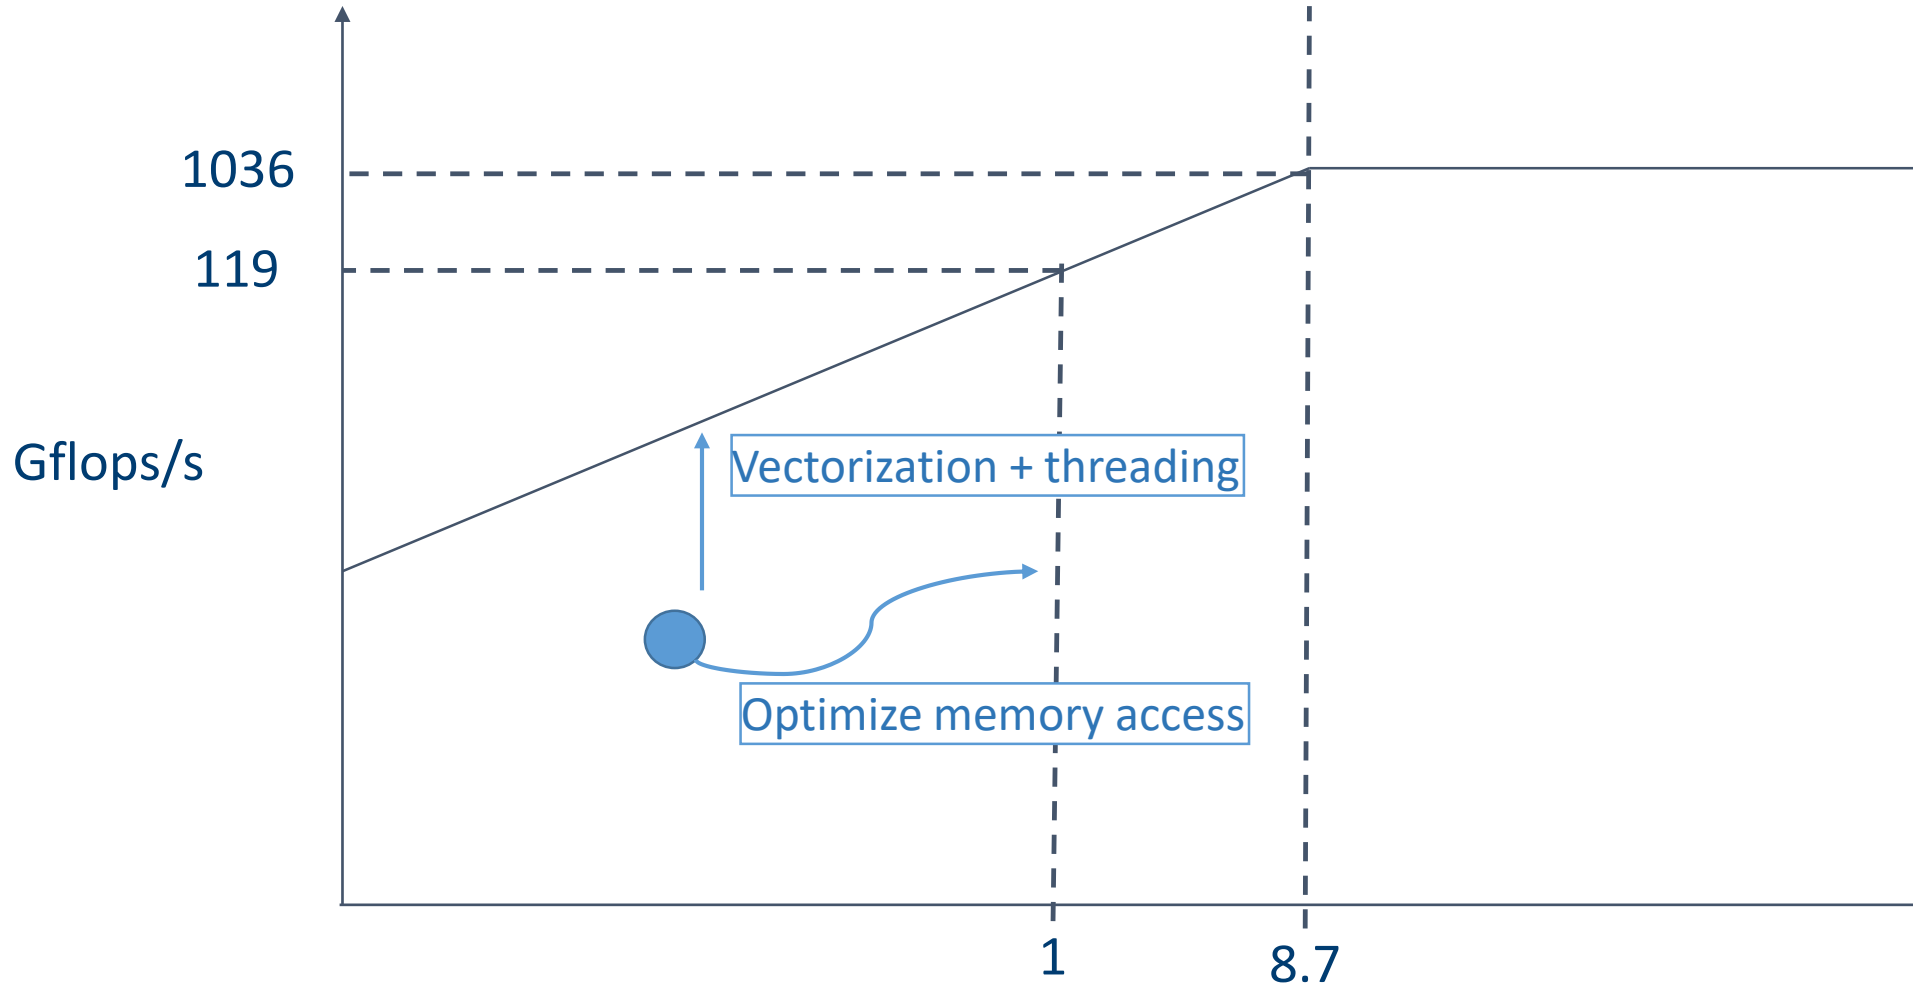 1036
119
Gflops/s
Vectorization + threading
Optimize memory access
1
8.7